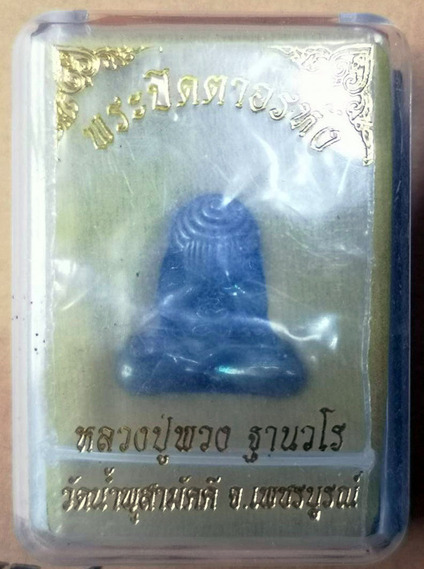 พระปิดตาอรหัง
หลวงปู่พวง ฐานวโร
วัดน้ำพุสามัคคี จ.เพชรบูรณ์